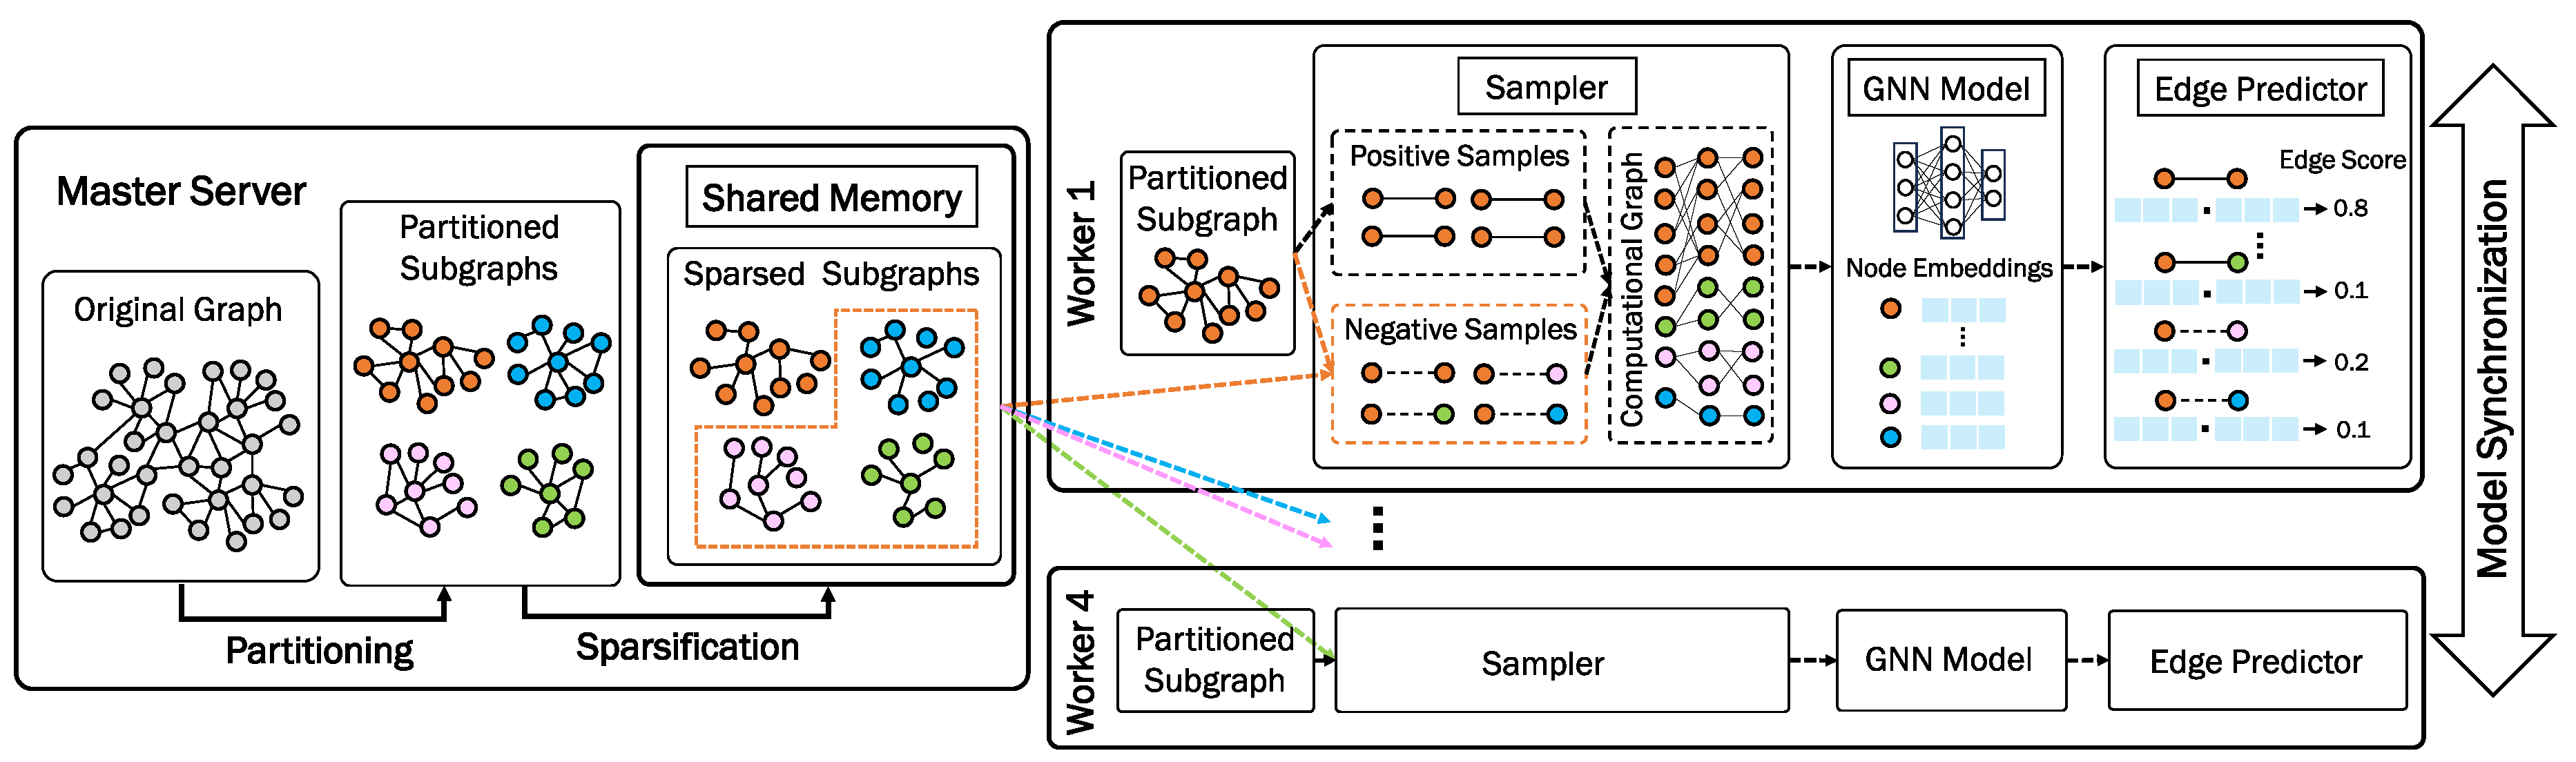 Master Server
Original Graph
Partitioned
Subgraphs
Shared Memory
Sparsed Subgraphs
Partitioning
Sparsification
Worker 1
Partitioned
Subgraph
Sampler
Positive Samples
Negative Samples
Computational Graph
GNN Model
Node Embeddings
Edge Predictor
Edge Score
0.8
0.1
0.2
0.1
Worker 4
Partitioned
Subgraph
Sampler
GNN Model
Edge Predictor
Model Synchronization